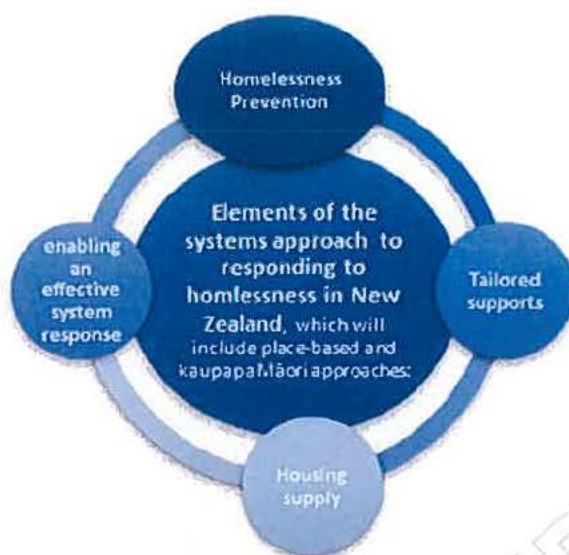 Homelessness
Prevention
Elements of the
systems approach to
responding to
homlessness in New
Zealand, which will
include place-based and
kaupapa Māori approaches:
enabling
an
effective
system
response
Tailored
supports
Housing
supply